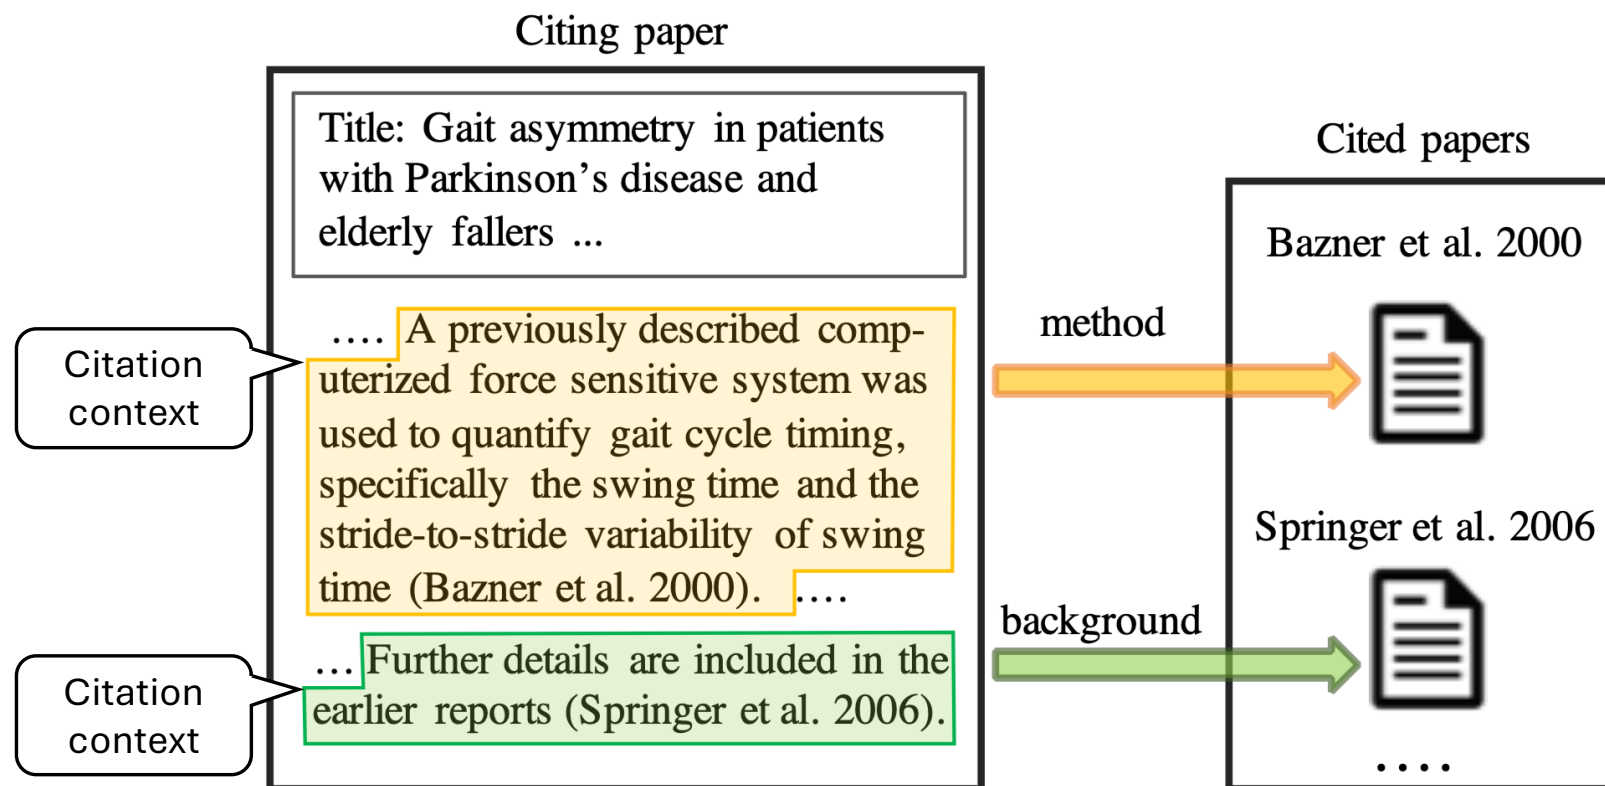 Citing paper
Title: Gait asymmetry in patients
with Parkinson's disease and
elderly fallers ...
Citation
context
.... A previously described comp-
uterized force sensitive system was
used to quantify gait cycle timing,
specifically the swing time and the
stride-to-stride variability of swing
time (Bazner et al. 2000). ....
Citation
context
... Further details are included in the
earlier reports (Springer et al. 2006).
method
background
Cited papers
Bazner et al. 2000
Springer et al. 2006
....